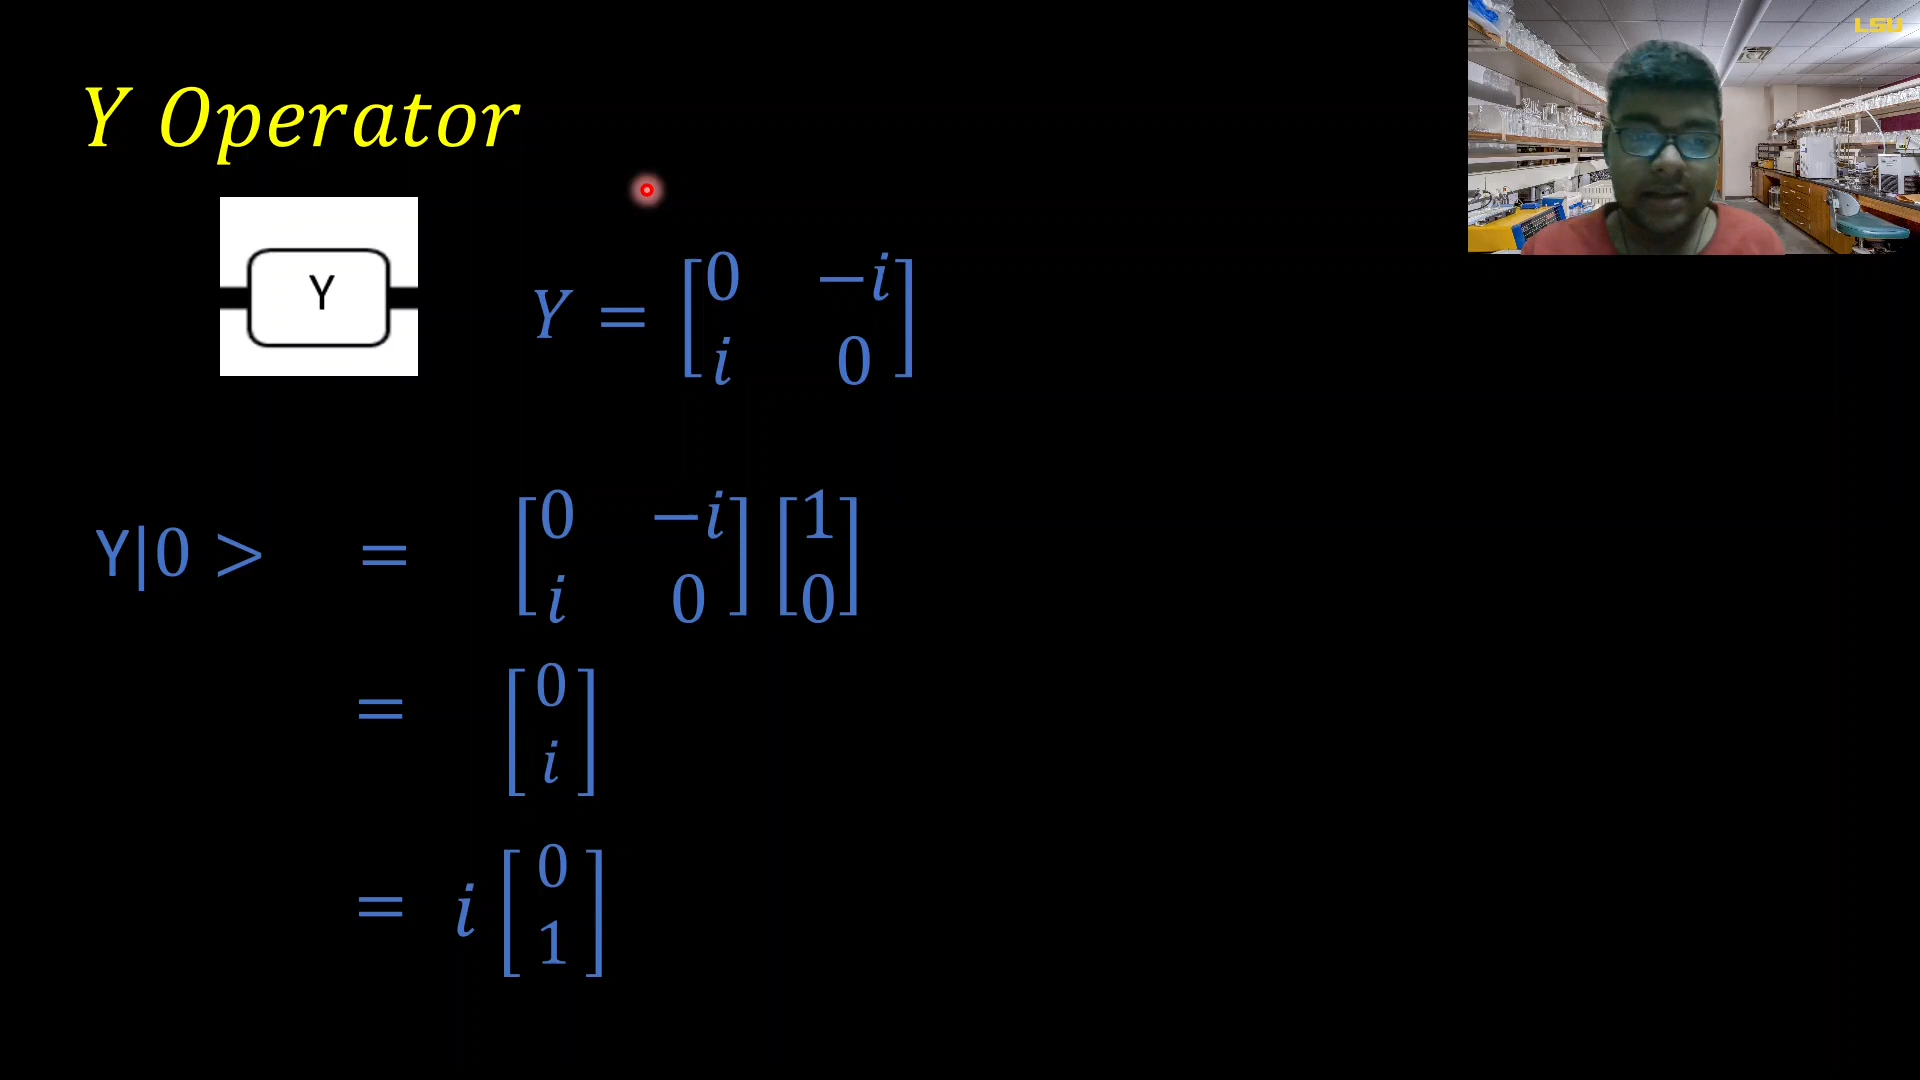 LSU
Y Operator
Y
Y = [0 −i
i 0]
Y|0 > = [0 −i
i 0] [1
0]
= [0
i]
= i [0
1]